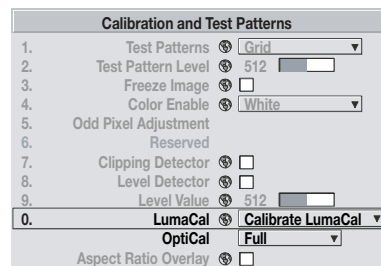 Calibration and Test Patterns
1. Test Patterns Grid
2. Test Pattern Level 512
3. Freeze Image
4. Color Enable White
5. Odd Pixel Adjustment
6. Reserved
7. Clipping Detector
8. Level Detector
9. Level Value 512
0. LumaCal Calibrate LumaCal
OptiCal Full
Aspect Ratio Overlay